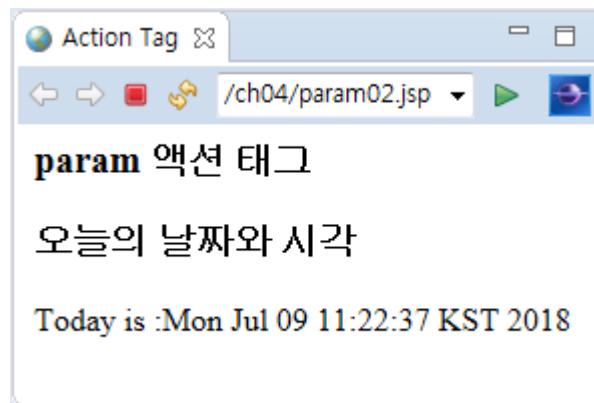 Action Tag
/ch04/param02.jsp
param 액션 태그
오늘의 날짜와 시각
Today is :Mon Jul 09 11:22:37 KST 2018